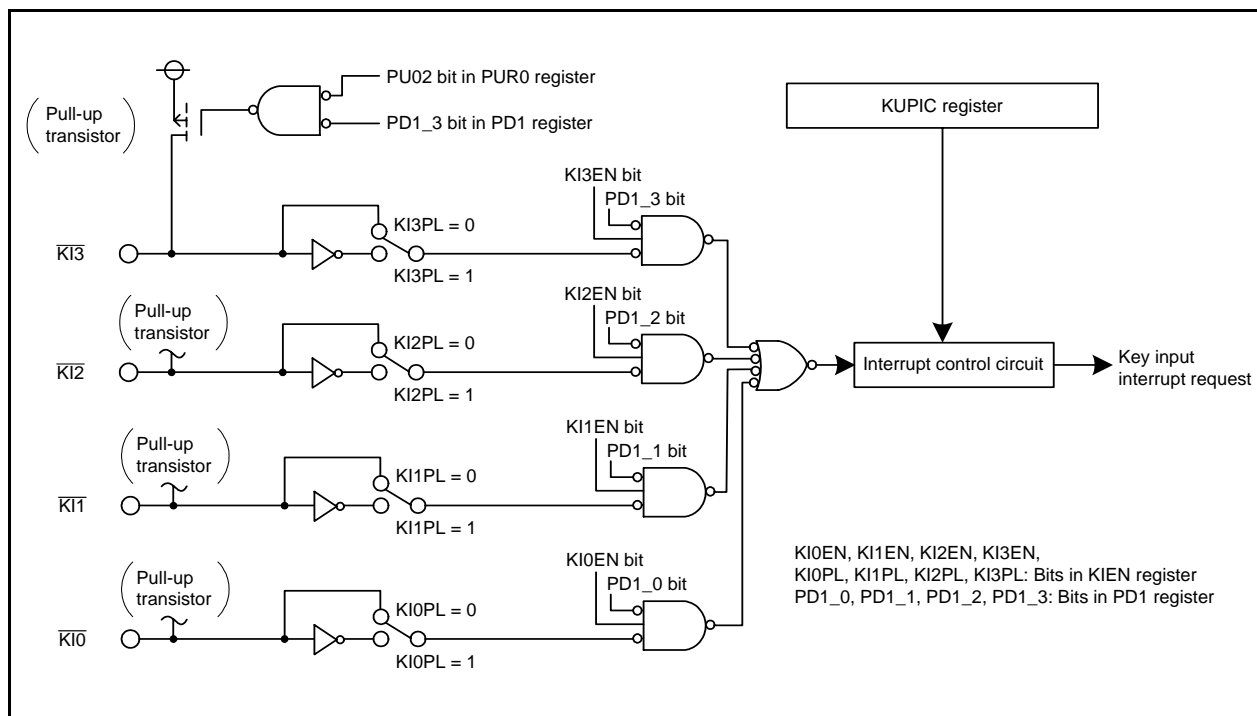 PU02 bit in PUR0 register
Pull-up
transistor
PD1_3 bit in PD1 register
KUPIC register
KI3EN bit
PD1_3 bit
KI3PL = 0
KI3
KI3PL = 1
Pull-up
transistor
KI2EN bit
PD1_2 bit
KI2PL = 0
KI2
KI2PL = 1
Interrupt control circuit
Key input
interrupt request
Pull-up
transistor
KI1EN bit
PD1_1 bit
KI1PL = 0
KI1
KI1PL = 1
KI0EN, KI1EN, KI2EN, KI3EN,
KI0PL, KI1PL, KI2PL, KI3PL: Bits in KIEN register
PD1_0, PD1_1, PD1_2, PD1_3: Bits in PD1 register
Pull-up
transistor
KI0EN bit
PD1_0 bit
KI0PL = 0
KI0
KI0PL = 1